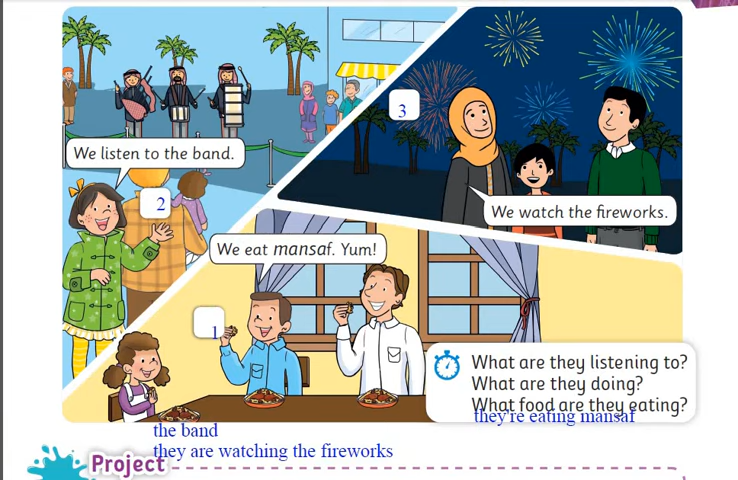 We listen to the band.
3
2
We watch the fireworks.
We eat mansaf. Yum!
1
What are they listening to?
What are they doing?
What food are they eating?
they're eating mansaf
the band
they are watching the fireworks
Project